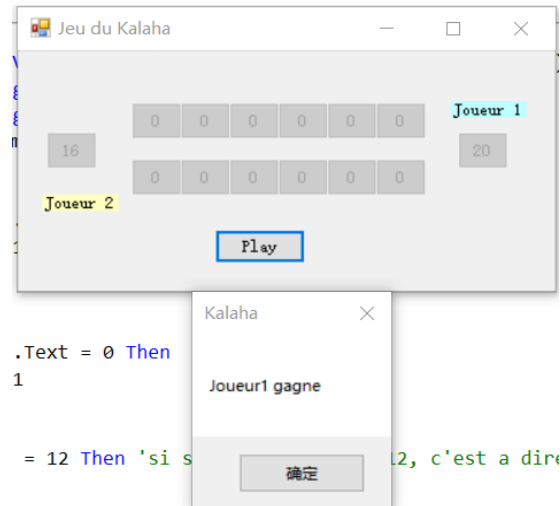 Jeu du Kalaha
Joueur 1
0 0 0 0 0 0
16
20
0 0 0 0 0 0
Joueur 2
Play
Kalaha
.Text = 0 Then
1
Joueur1 gagne
= 12 Then 'si s
12, c'est a dire
确定